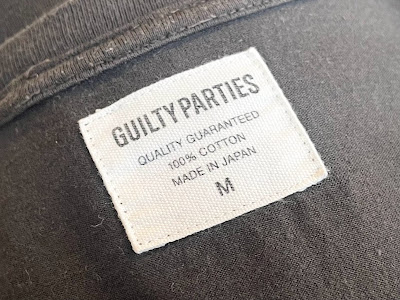 GUILTY PARTIES
QUALITY GUARANTEED
100% COTTON
MADE IN JAPAN
M